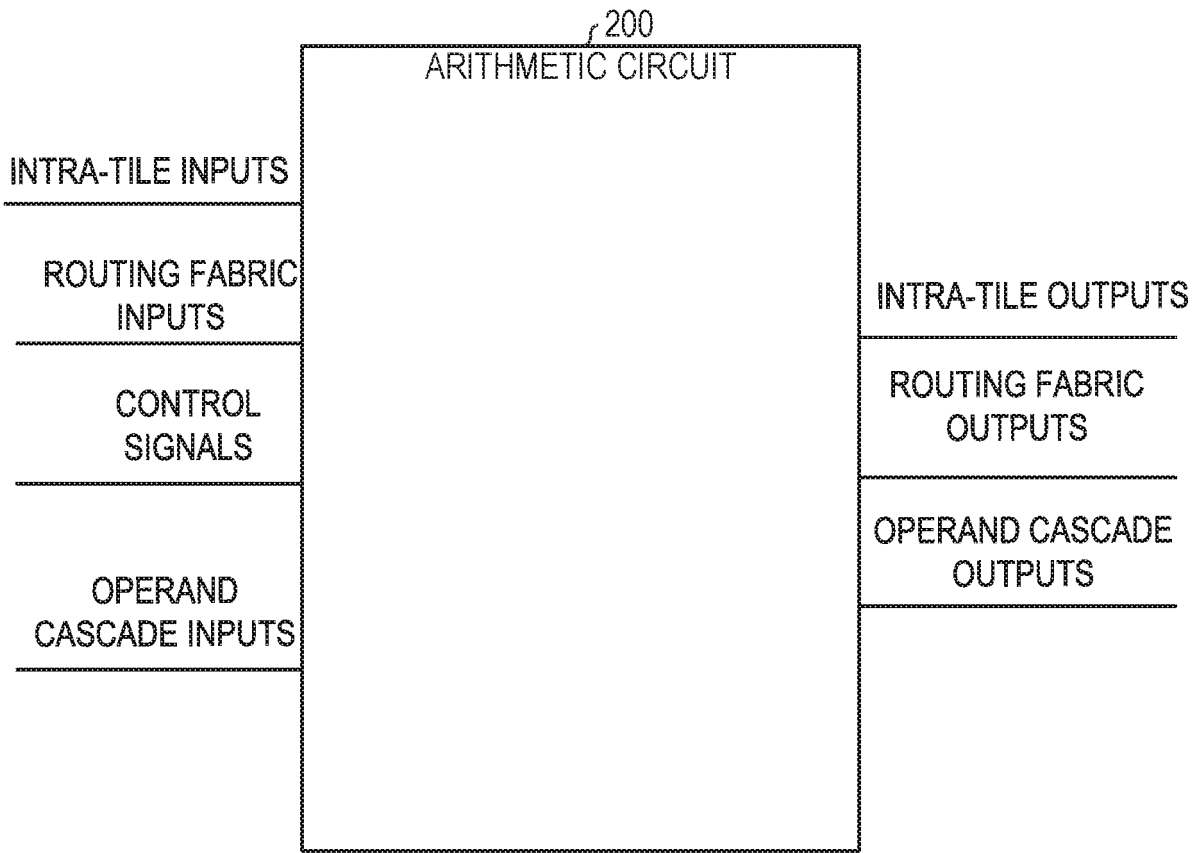 200
ARITHMETIC CIRCUIT
INTRA-TILE INPUTS
ROUTING FABRIC
INPUTS
CONTROL
SIGNALS
OPERAND
CASCADE INPUTS
INTRA-TILE OUTPUTS
ROUTING FABRIC
OUTPUTS
OPERAND CASCADE
OUTPUTS